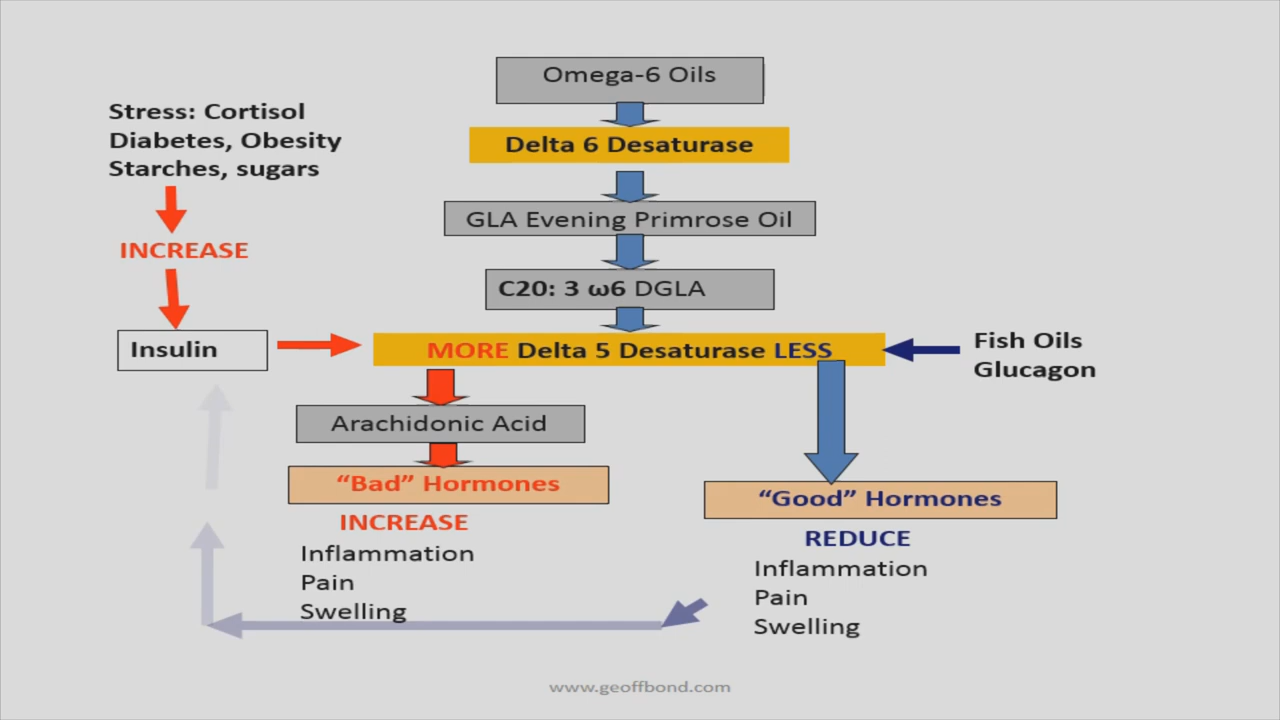 Omega-6 Oils
Stress: Cortisol
Diabetes, Obesity
Starches, sugars
Delta 6 Desaturase
GLA Evening Primrose Oil
INCREASE
C20: 3 ω6 DGLA
Insulin
MORE Delta 5 Desaturase LESS
Fish Oils
Glucagon
Arachidonic Acid
“Bad” Hormones
INCREASE
Inflammation
Pain
Swelling
“Good” Hormones
REDUCE
Inflammation
Pain
Swelling
www.geoffbond.com